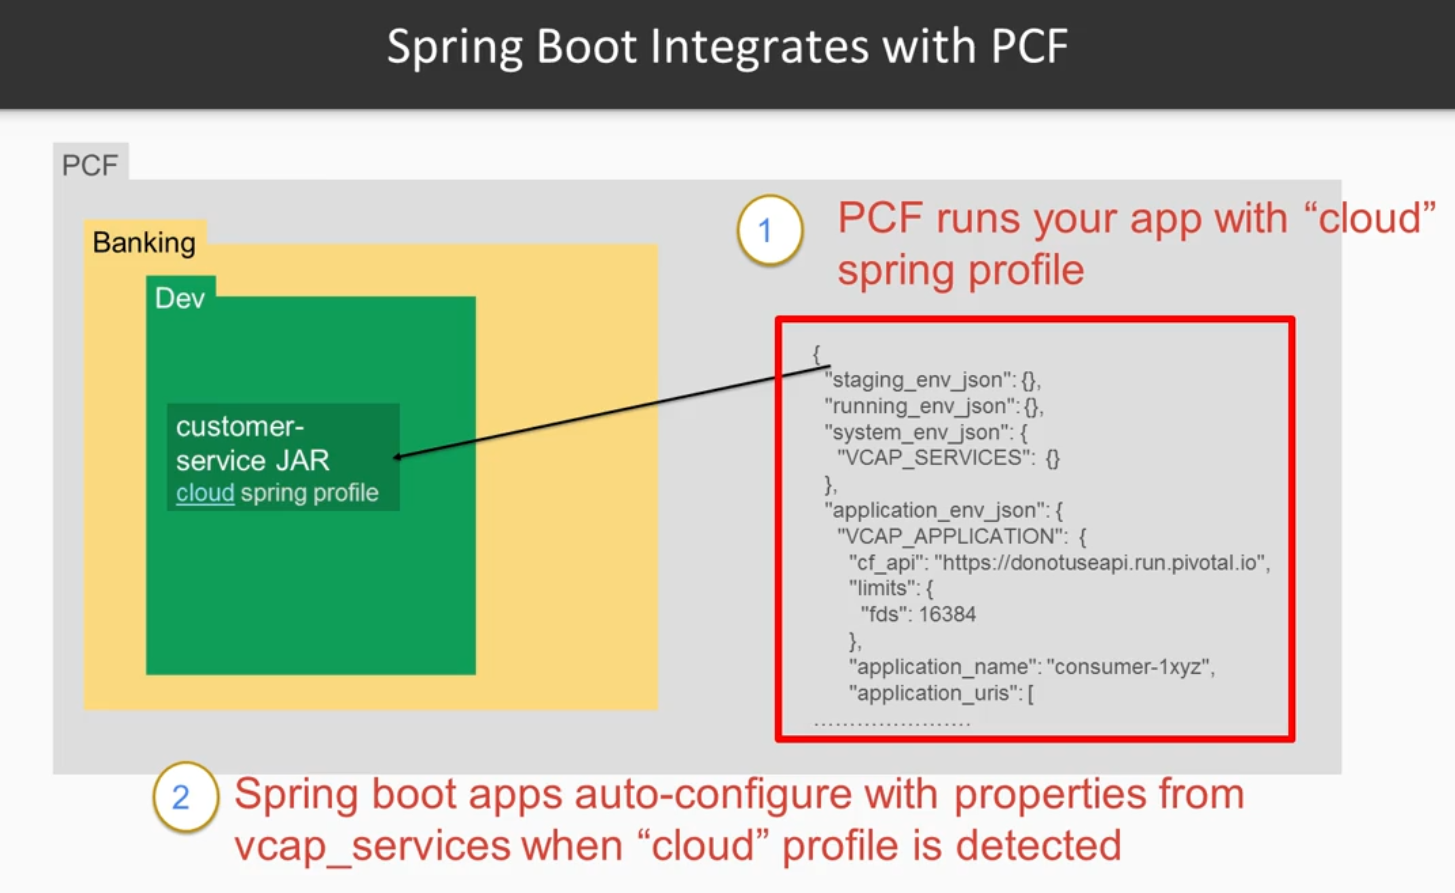 Spring Boot Integrates with PCF
PCF
Banking
Dev
customer-
service JAR
cloud spring profile
1
PCF runs your app with “cloud”
spring profile
{
"staging_env_json": {},
"running_env_json": {},
"system_env_json": {
"VCAP_SERVICES": {}
},
"application_env_json": {
"VCAP_APPLICATION": {
"cf_api": "https://donotuseapi.run.pivotal.io",
"limits": {
"fds": 16384
},
"application_name": "consumer-1xyz",
"application_uris": [
.......................
2
Spring boot apps auto-configure with properties from
vcap_services when “cloud” profile is detected